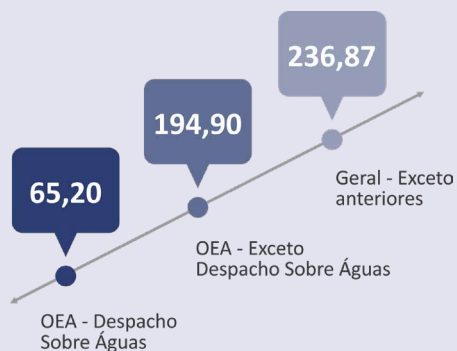 236,87
194,90
65,20
Geral - Exceto
anteriores
OEA - Exceto
Despacho Sobre Águas
OEA - Despacho
Sobre Águas